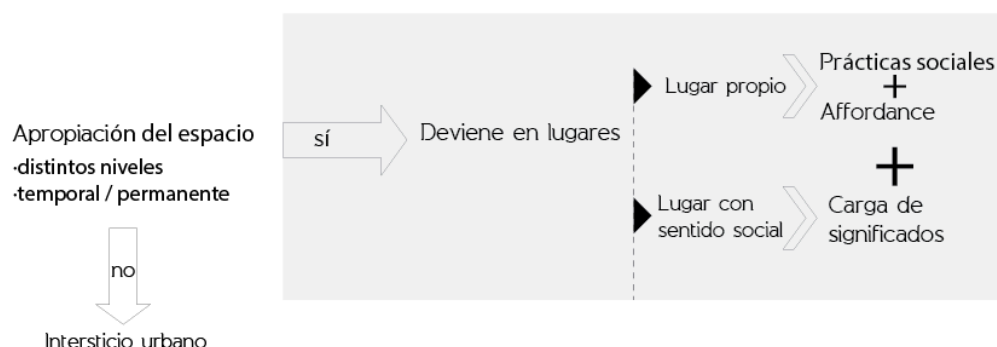 Apropiación del espacio
·distintos niveles
·temporal / permanente
sí
Deviene en lugares
Lugar propio
Prácticas sociales
+
Affordance
+
Lugar con
sentido social
Carga de
significados
no
Intersticio urbano